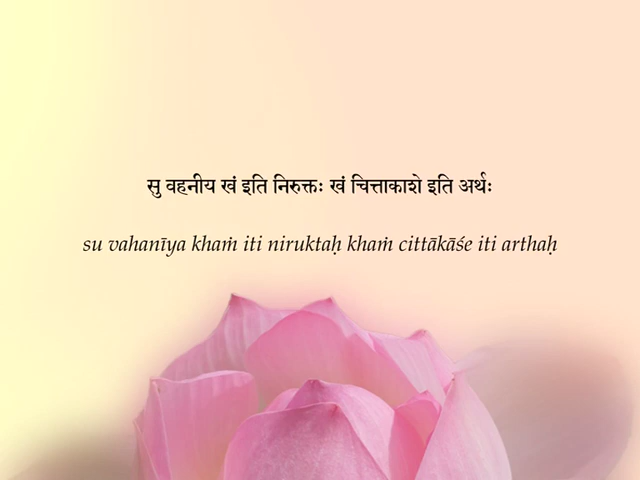 सु वहनीय खं इति निरुक्तः खं चित्ताकाशे इति अर्थः
su vahanīya khaṁ iti niruktaḥ khaṁ cittākāśe iti arthaḥ